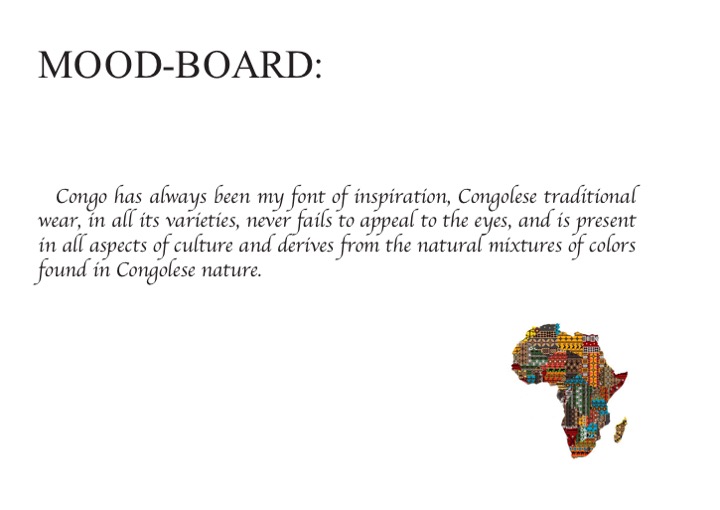 MOOD-BOARD:
Congo has always been my font of inspiration, Congolese traditional
wear, in all its varieties, never fails to appeal to the eyes, and is present
in all aspects of culture and derives from the natural mixtures of colors
found in Congolese nature.